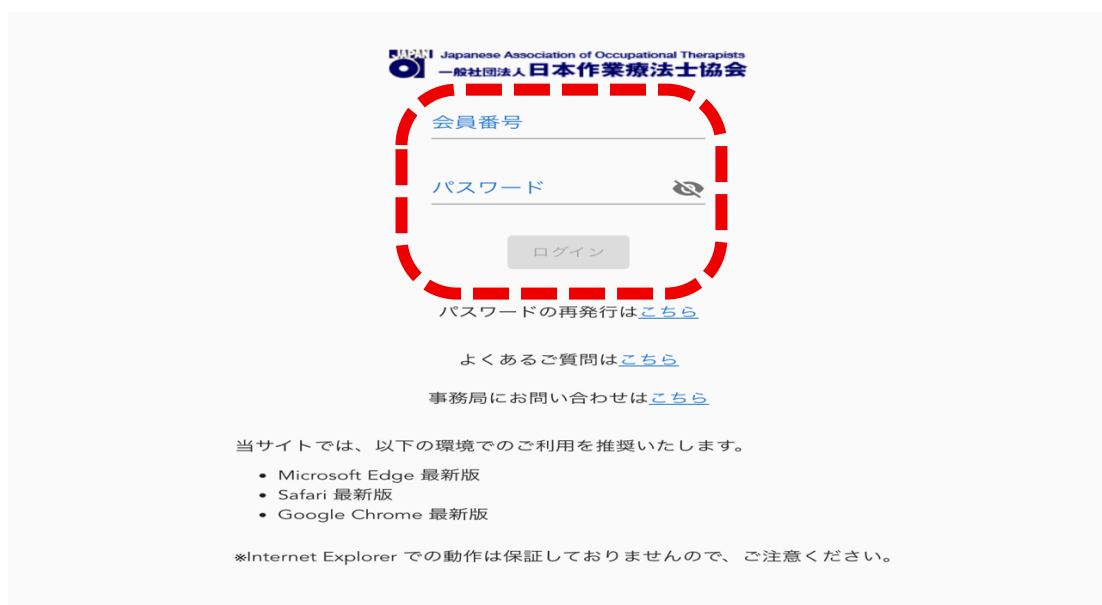 JAPAN Japanese Association of Occupational Therapists
OT 一般社団法人日本作業療法士協会
会員番号
パスワード
ログイン
パスワードの再発行はこちら
よくあるご質問はこちら
事務局にお問い合わせはこちら
当サイトでは、以下の環境でのご利用を推奨いたします。
• Microsoft Edge 最新版
• Safari 最新版
• Google Chrome 最新版
※Internet Explorer での動作は保証しておりませんので、ご注意ください。